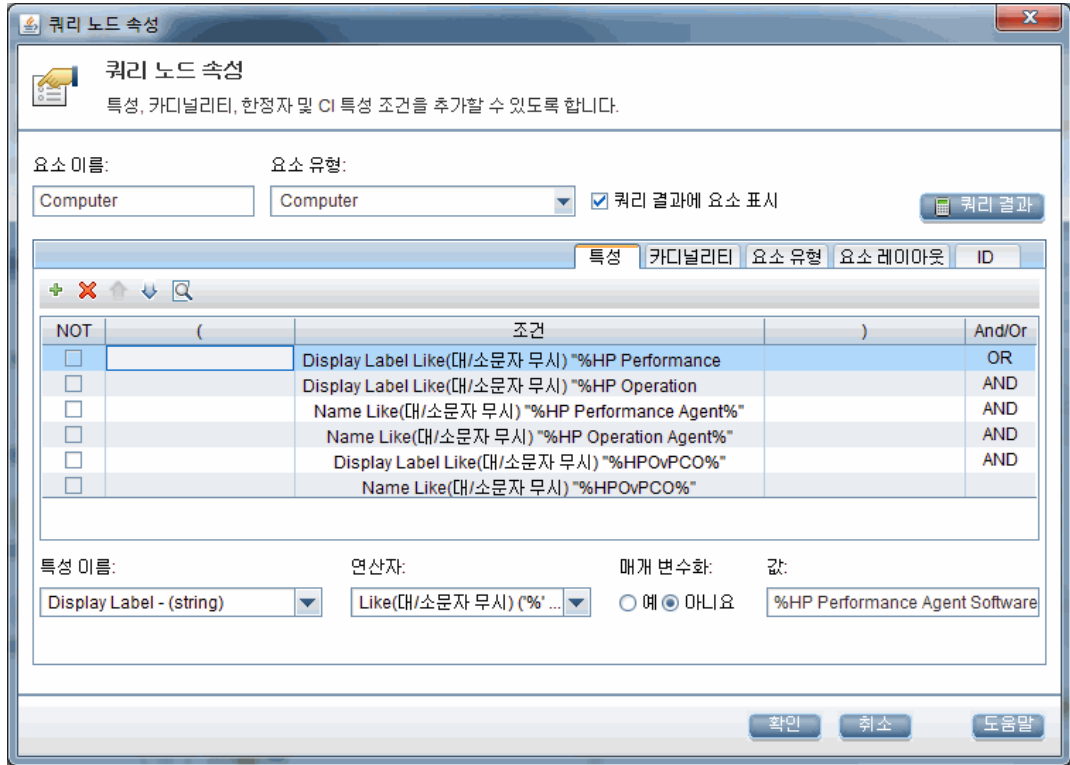 쿼리 노드 속성
쿼리 노드 속성
특성, 카디널리티, 한정자 및 CI 특성 조건을 추가할 수 있도록 합니다.
요소 이름: 요소 유형:
Computer Computer 쿼리 결과에 요소 표시 쿼리 결과
특성 카디널리티 요소 유형 요소 레이아웃 ID
NOT ( 조건 ) And/Or
Display Label Like(대/소문자 무시) "%HP Performance OR
Display Label Like(대/소문자 무시) "%HP Operation AND
Name Like(대/소문자 무시) "%HP Performance Agent%" AND
Name Like(대/소문자 무시) "%HP Operation Agent%" AND
Display Label Like(대/소문자 무시) "%HPOvPCO%" AND
Name Like(대/소문자 무시) "%HPOvPCO%"
특성 이름: 연산자: 매개 변수화: 값:
Display Label - (string) Like(대/소문자 무시) ('%' ... 예 아니요 %HP Performance Agent Software
확인 취소 도움말